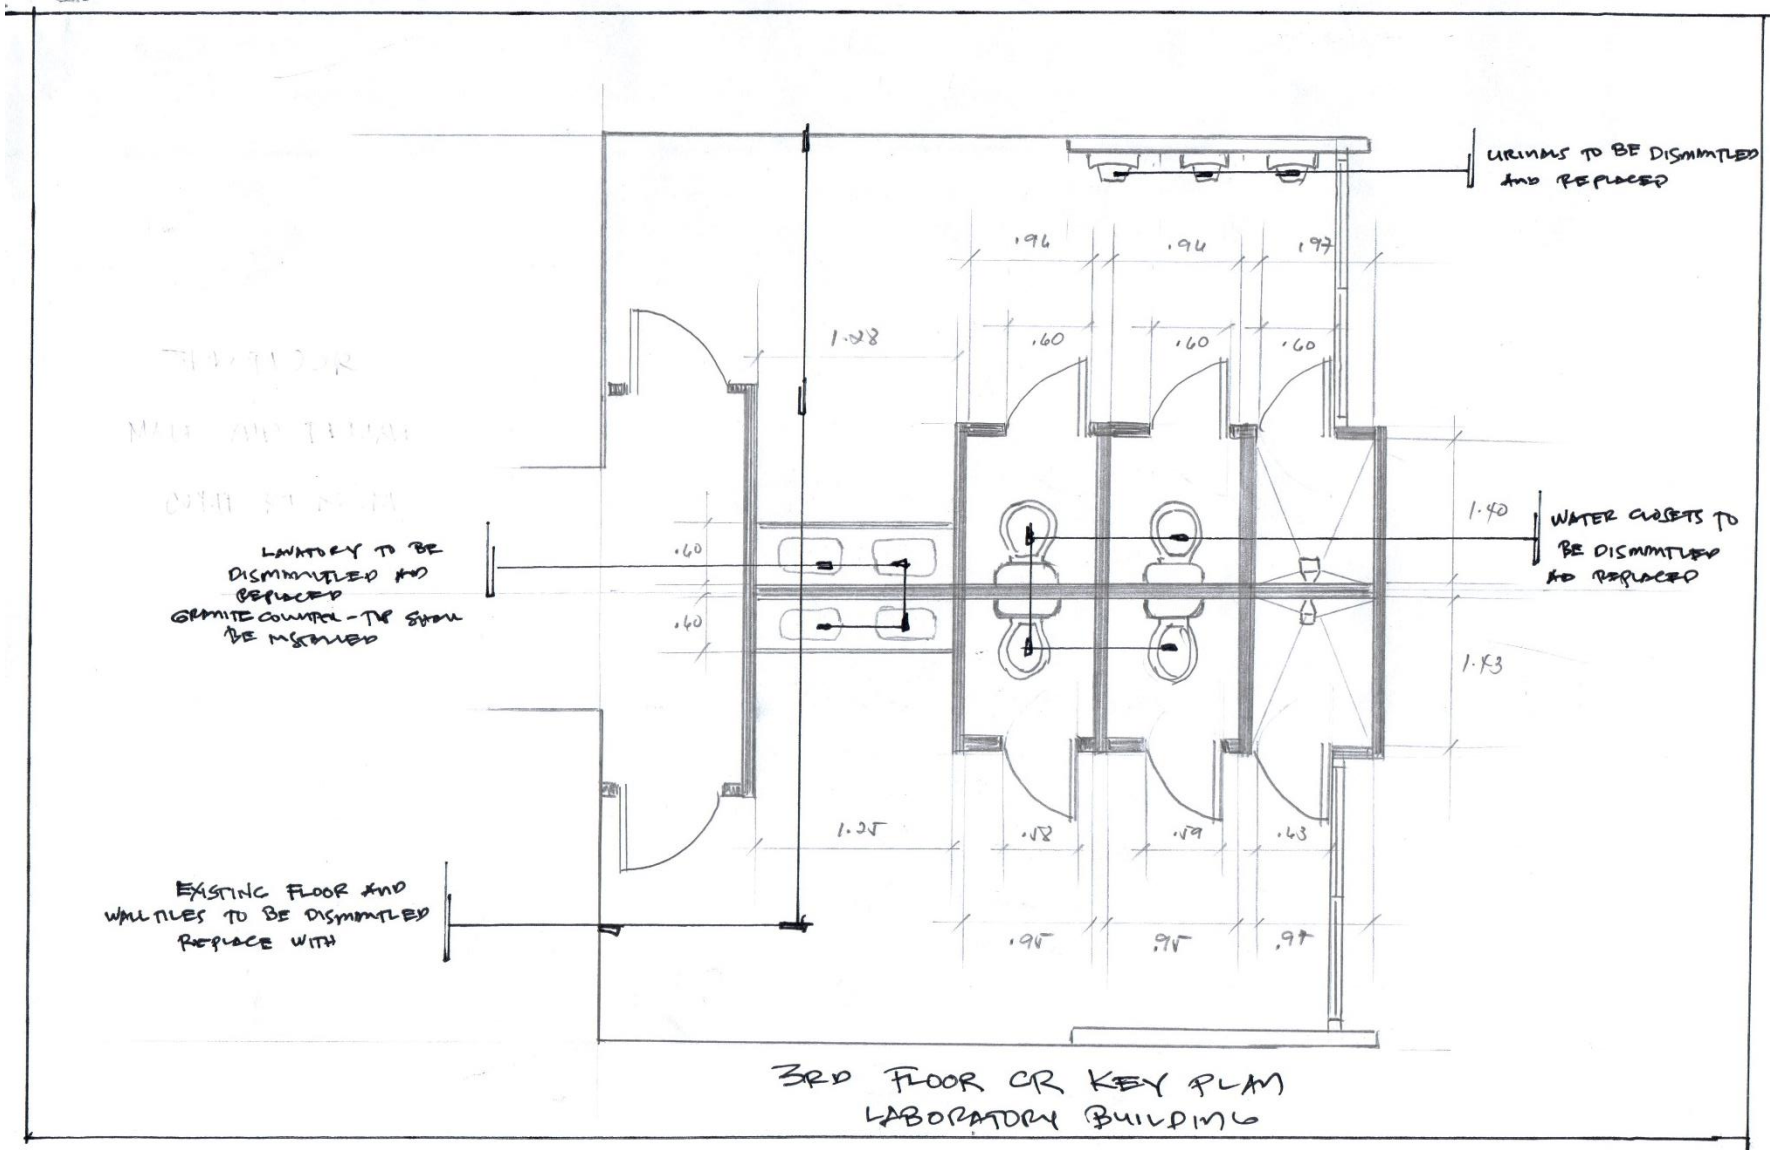 URINALS TO BE DISMANTLED
AND REPLACED
.96
.96
.97
1.28
.60
.60
.60
1.40
WATER CLOSETS TO
BE DISMANTLED
AD REPLACED
LAVATORY TO BE
DISMANTLED AND
REPLACED
GRANITE COUNTER-TOP SHALL
BE INSTALLED
.60
.60
1.43
1.25
.58
.59
.63
EXISTING FLOOR AND
WALL TILES TO BE DISMANTLED
REPLACE WITH
.95
.95
.97
3RD FLOOR CR KEY PLAN
LABORATORY BUILDING